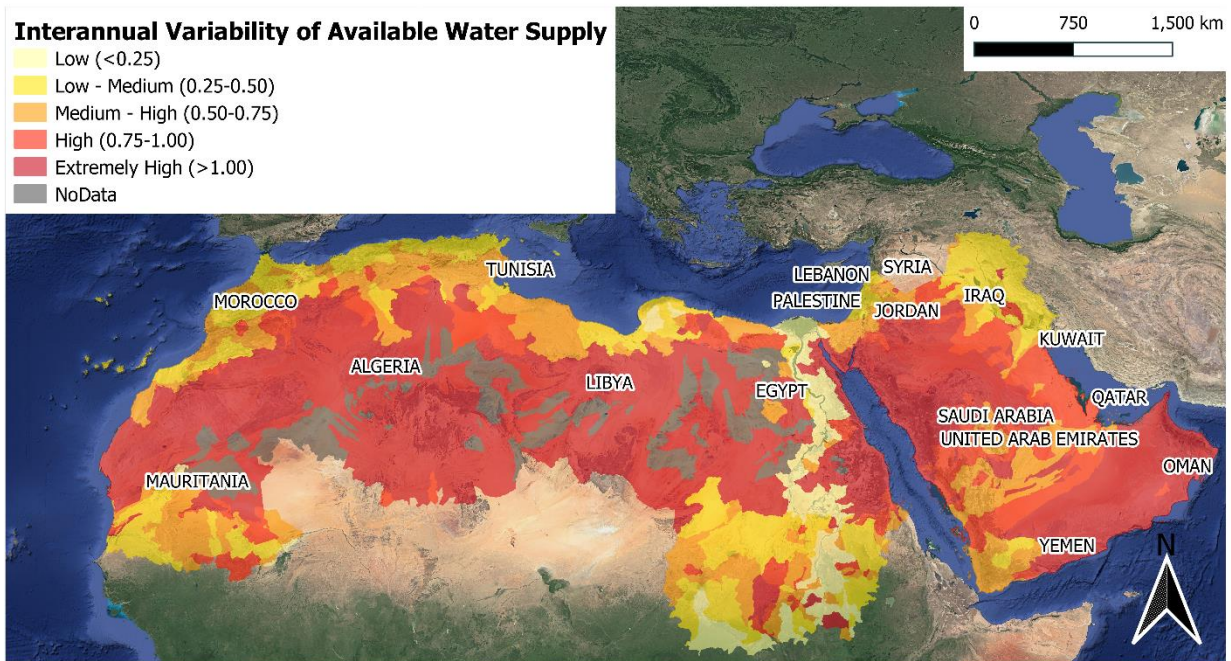 Interannual Variability of Available Water Supply
Low (<0.25)
Low - Medium (0.25-0.50)
Medium - High (0.50-0.75)
High (0.75-1.00)
Extremely High (>1.00)
NoData
0 750 1,500 km
TUNISIA
LEBANON
SYRIA
MOROCCO
PALESTINE
JORDAN
IRAQ
KUWAIT
ALGERIA
LIBYA
EGYPT
QATAR
SAUDI ARABIA
UNITED ARAB EMIRATES
OMAN
MAURITANIA
YEMEN
N